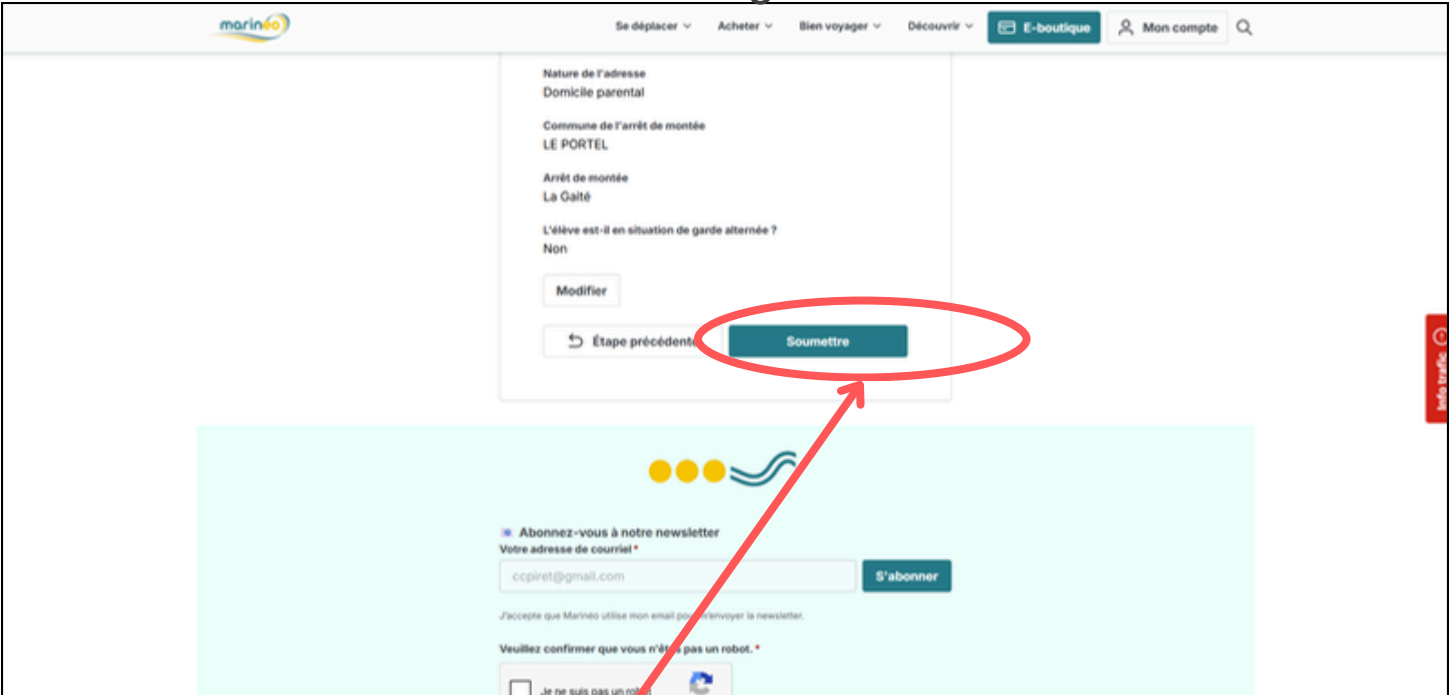 marinéo
Se déplacer Acheter Bien voyager Découvrir E-boutique Mon compte
Nature de l'adresse
Domicile parental
Commune de l'arrêt de montée
LE PORTEL
Arrêt de montée
La Gaité
L'élève est-il en situation de garde alternée ?
Non
Modifier
Étape précédente Soumettre
Info trafic
Abonnez-vous à notre newsletter
Votre adresse de courriel *
ccpiret@gmail.com S'abonner
J'accepte que Marinéo utilise mon email pour m'envoyer la newsletter.
Veuillez confirmer que vous n'êtes pas un robot. *
Je ne suis pas un robot